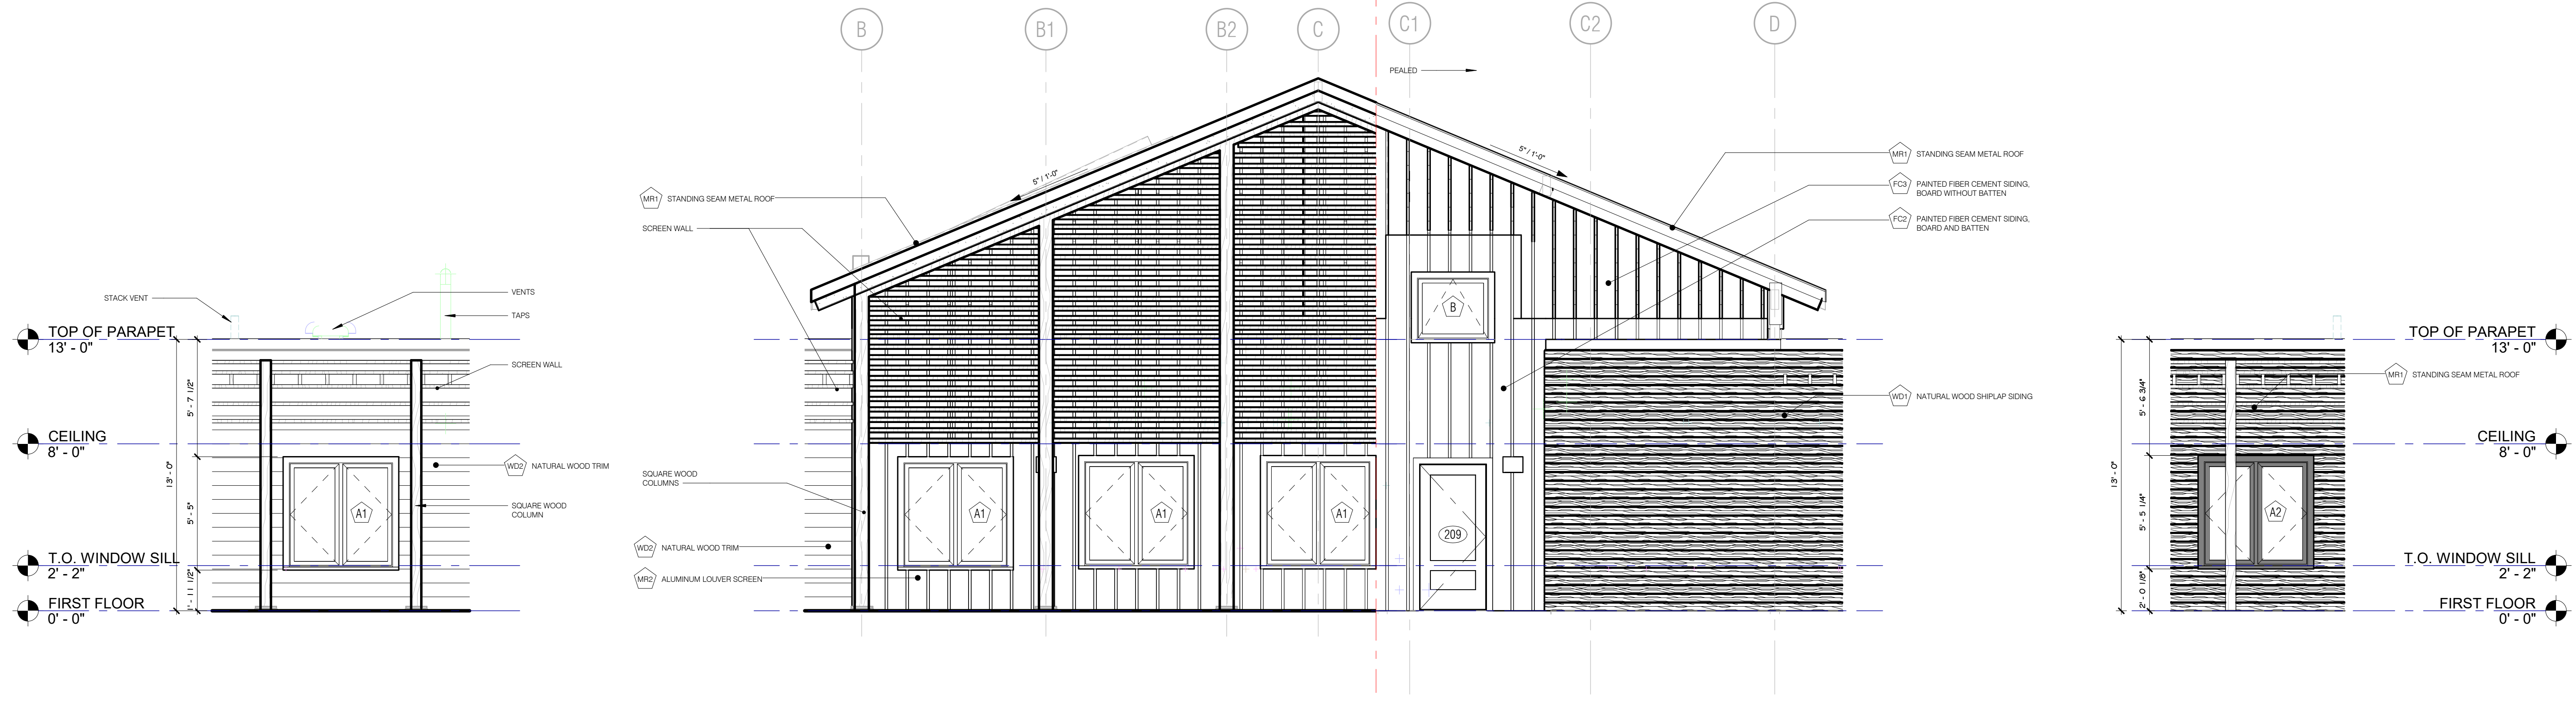 B
B1
B2
C
C1
C2
D
PEALED
5" / 1'-0"
5" / 1'-0"
STACK VENT
VENTS
TAPS
SCREEN WALL
TOP OF PARAPET
13' - 0"
CEILING
8' - 0"
T.O. WINDOW SILL
2' - 2"
FIRST FLOOR
0' - 0"
13' - 0"
5' - 7 1/2"
5' - 5"
1' - 11 1/2"
A1
WD2 NATURAL WOOD TRIM
SQUARE WOOD
COLUMN
MR1 STANDING SEAM METAL ROOF
SCREEN WALL
SQUARE WOOD
COLUMNS
WD2 NATURAL WOOD TRIM
MR2 ALUMINUM LOUVER SCREEN
A1
A1
A1
B
209
MR1 STANDING SEAM METAL ROOF
FC3 PAINTED FIBER CEMENT SIDING,
BOARD WITHOUT BATTEN
FC2 PAINTED FIBER CEMENT SIDING,
BOARD AND BATTEN
WD1 NATURAL WOOD SHIPLAP SIDING
13' - 0"
5' - 6 3/4"
5' - 5 1/4"
2' - 0 1/8"
A2
MR1 STANDING SEAM METAL ROOF
TOP OF PARAPET
13' - 0"
CEILING
8' - 0"
T.O. WINDOW SILL
2' - 2"
FIRST FLOOR
0' - 0"